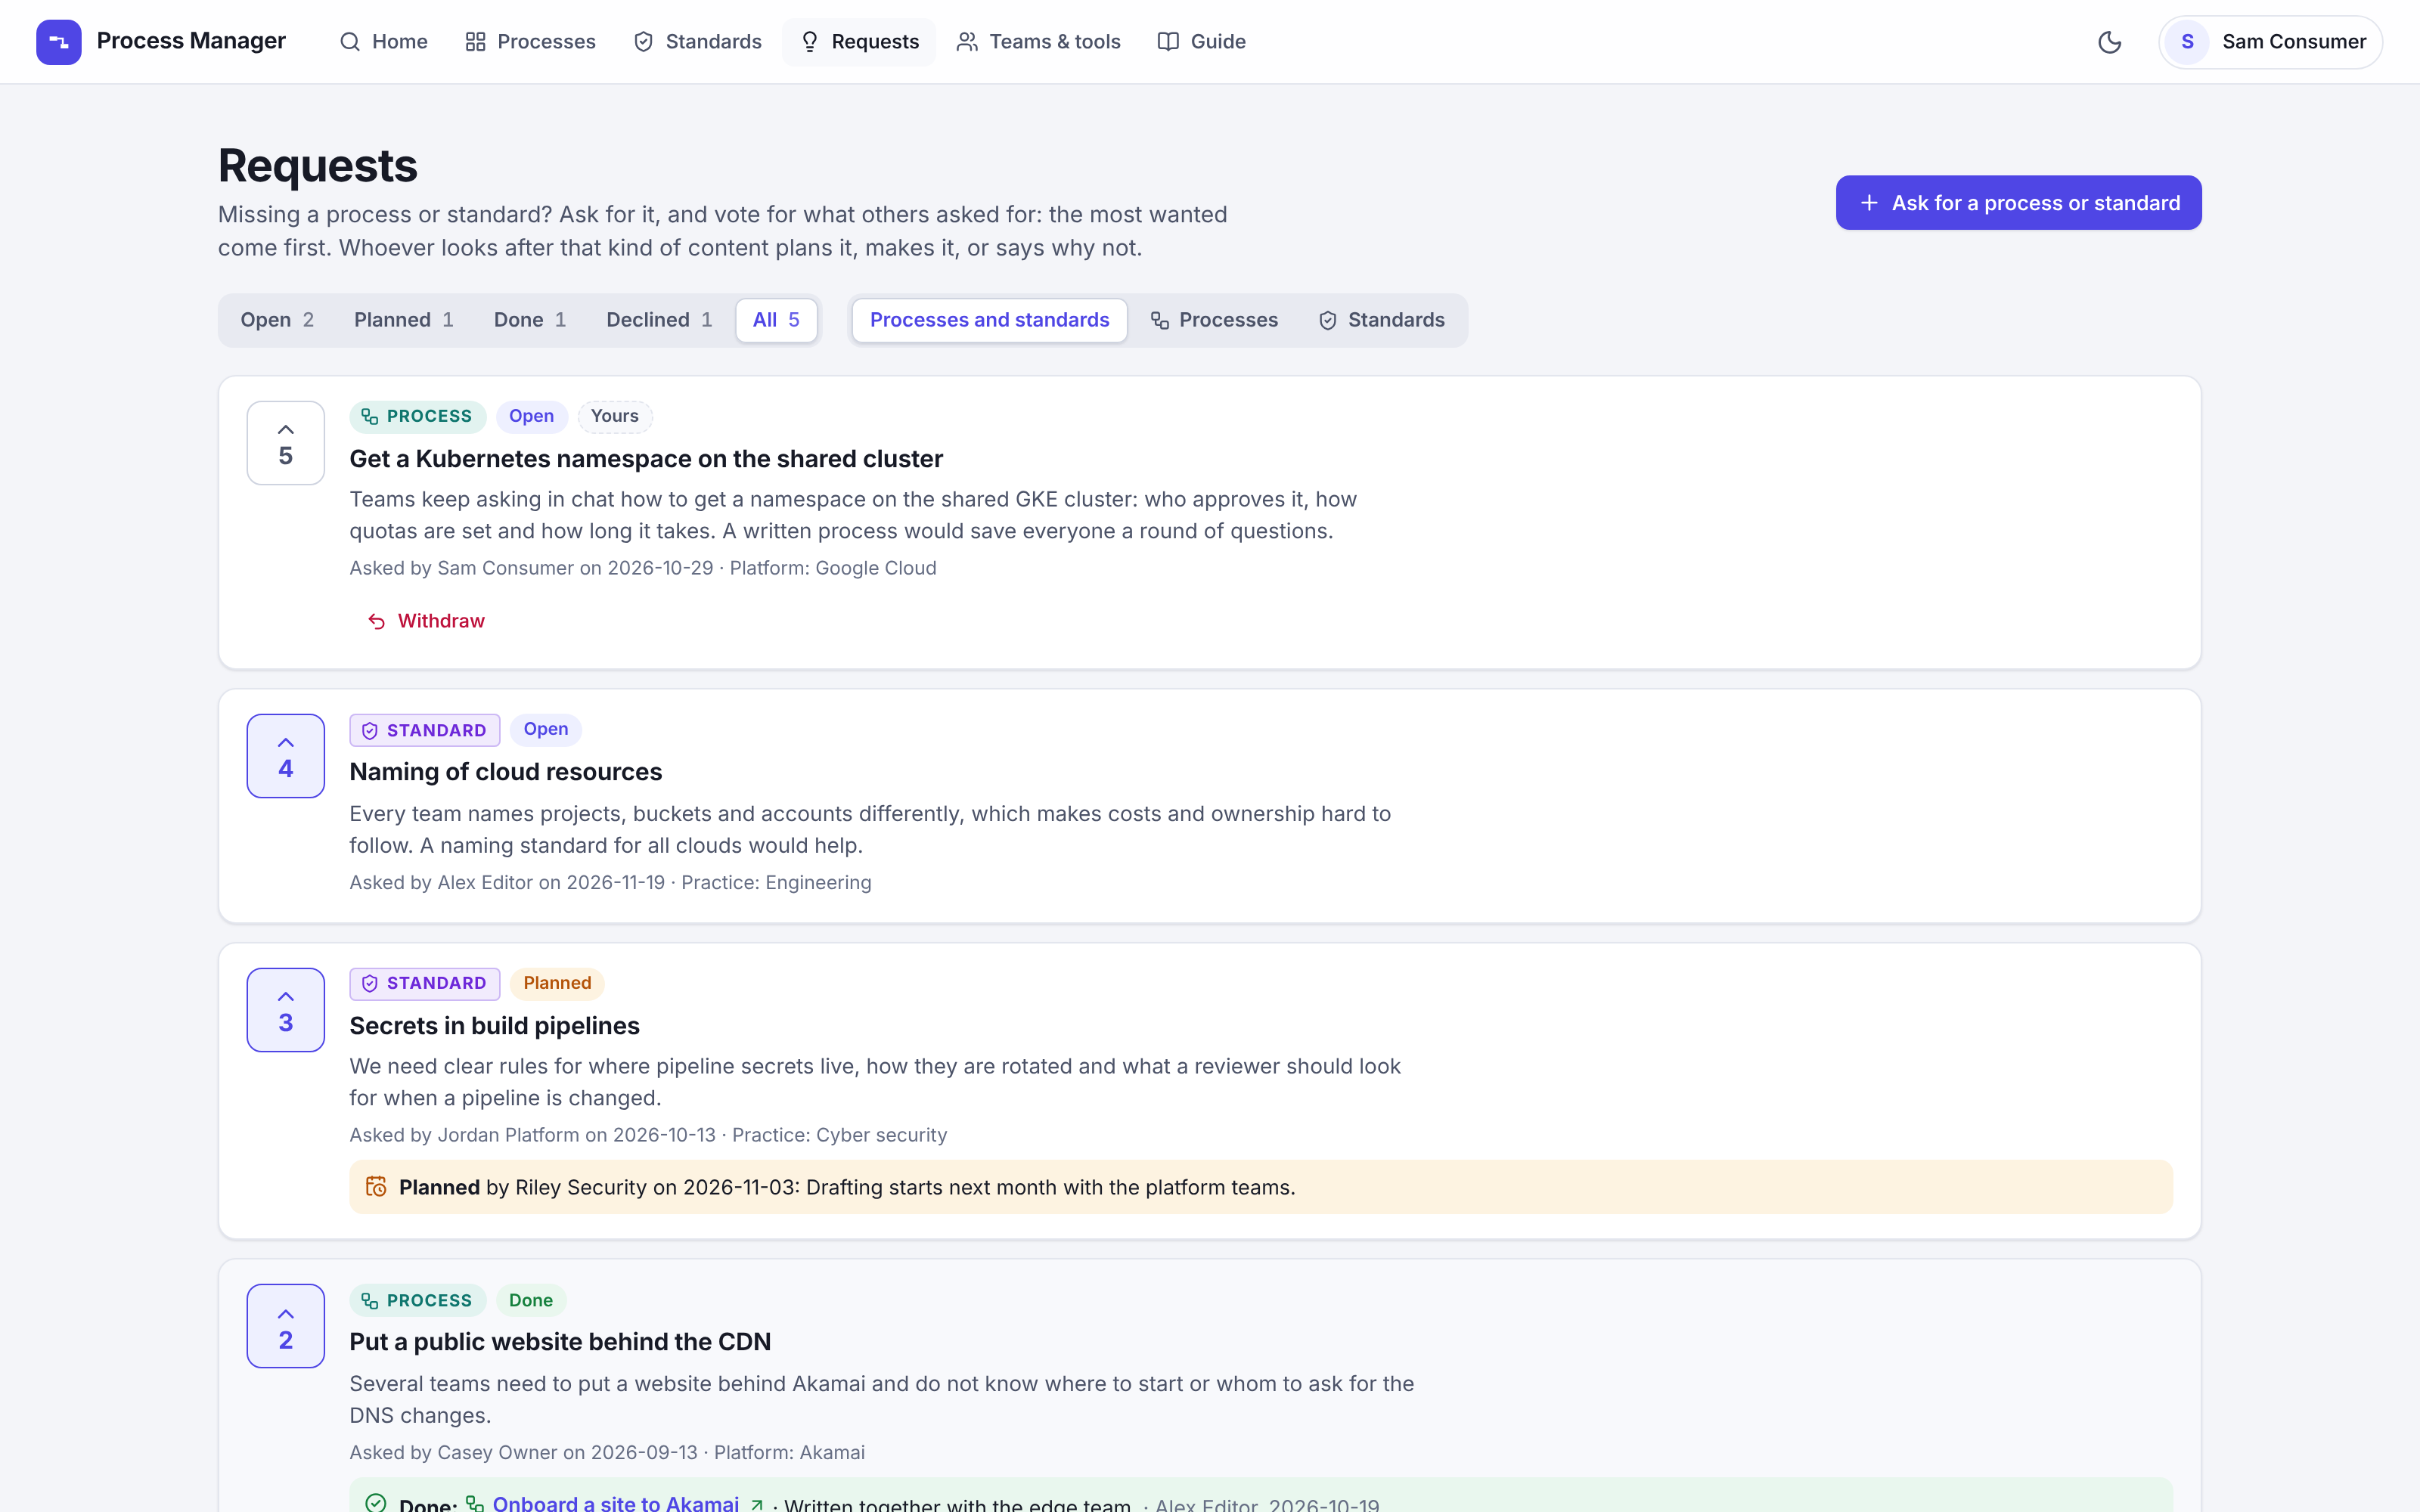 Process Manager
Home
Processes
Standards
Requests
Teams & tools
Guide
S
Sam Consumer
Requests
Missing a process or standard? Ask for it, and vote for what others asked for: the most wanted
come first. Whoever looks after that kind of content plans it, makes it, or says why not.
Ask for a process or standard
Open 2
Planned 1
Done 1
Declined 1
All 5
Processes and standards
Processes
Standards
5
PROCESS
Open
Yours
Get a Kubernetes namespace on the shared cluster
Teams keep asking in chat how to get a namespace on the shared GKE cluster: who approves it, how
quotas are set and how long it takes. A written process would save everyone a round of questions.
Asked by Sam Consumer on 2026-10-29 · Platform: Google Cloud
Withdraw
4
STANDARD
Open
Naming of cloud resources
Every team names projects, buckets and accounts differently, which makes costs and ownership hard to
follow. A naming standard for all clouds would help.
Asked by Alex Editor on 2026-11-19 · Practice: Engineering
3
STANDARD
Planned
Secrets in build pipelines
We need clear rules for where pipeline secrets live, how they are rotated and what a reviewer should look
for when a pipeline is changed.
Asked by Jordan Platform on 2026-10-13 · Practice: Cyber security
Planned by Riley Security on 2026-11-03: Drafting starts next month with the platform teams.
2
PROCESS
Done
Put a public website behind the CDN
Several teams need to put a website behind Akamai and do not know where to start or whom to ask for the
DNS changes.
Asked by Casey Owner on 2026-09-13 · Platform: Akamai
Done: Onboard a site to Akamai · Written together with the edge team. · Alex Editor, 2026-10-19